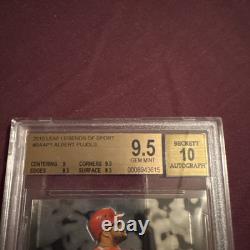 2010 LEAF LEGENDS OF SPORT
#BAAP1 ALBERT PUJOLS
CENTERING 9 CORNERS 9.5
EDGES 9.5 SURFACE 9.5
9.5
GEM MINT
0006943615
BECKETT
10
AUTOGRAPH